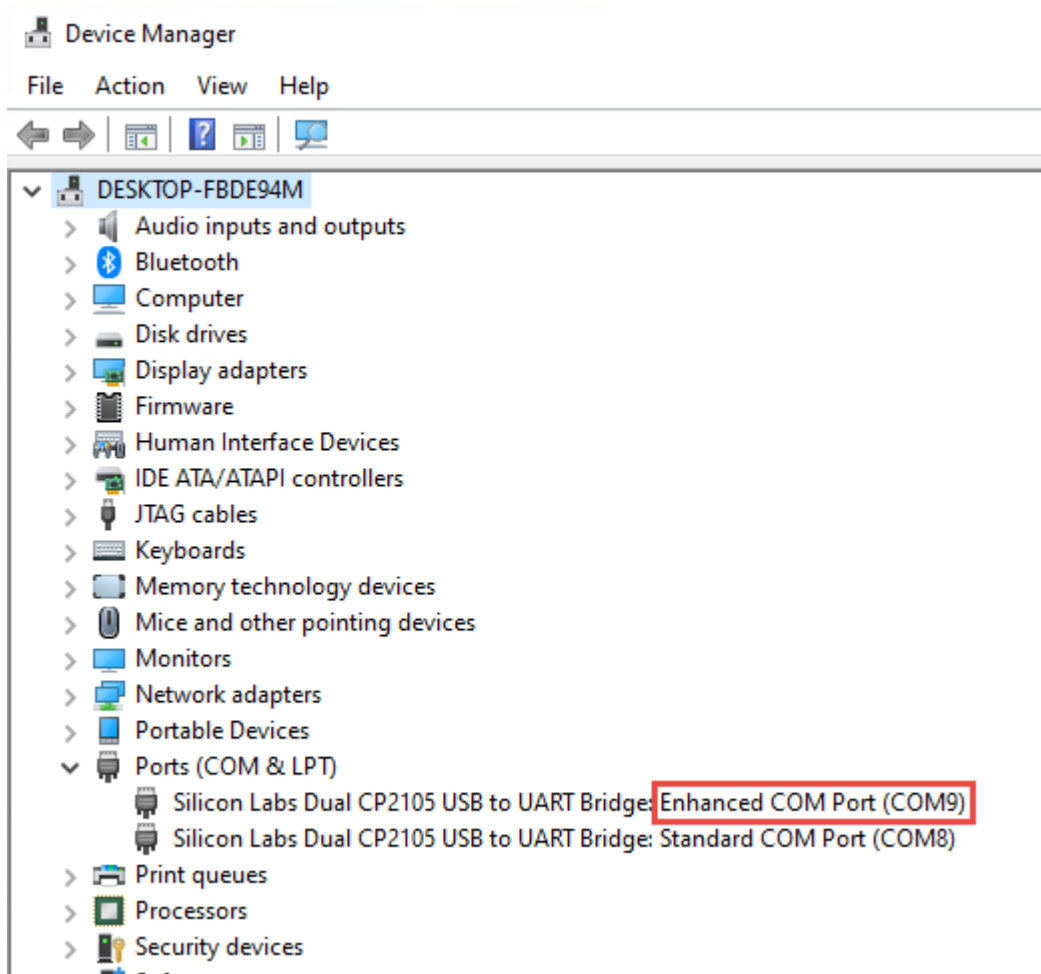 Device Manager
File Action View Help
DESKTOP-FBDE94M
Audio inputs and outputs
Bluetooth
Computer
Disk drives
Display adapters
Firmware
Human Interface Devices
IDE ATA/ATAPI controllers
JTAG cables
Keyboards
Memory technology devices
Mice and other pointing devices
Monitors
Network adapters
Portable Devices
Ports (COM & LPT)
Silicon Labs Dual CP2105 USB to UART Bridge: Enhanced COM Port (COM9)
Silicon Labs Dual CP2105 USB to UART Bridge: Standard COM Port (COM8)
Print queues
Processors
Security devices